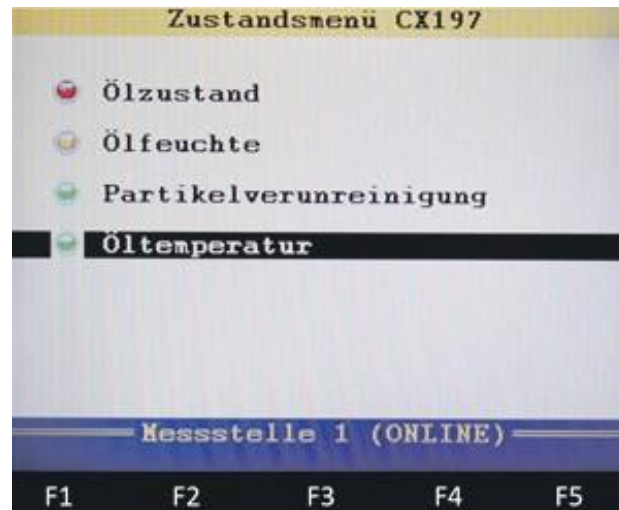 Zustandsmenü CX197
Ölzustand
Ölfeuchte
Partikelverunreinigung
Öltemperatur
Messstelle 1 (ONLINE)
F1 F2 F3 F4 F5